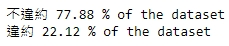 不違約 77.88 % of the dataset
違約 22.12 % of the dataset